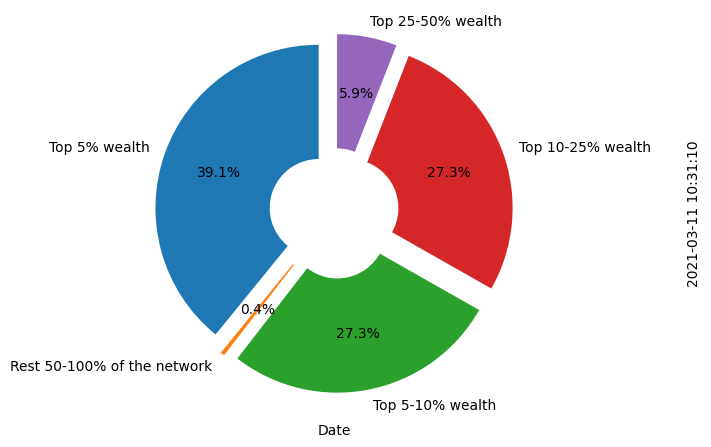 Top 25-50% wealth
5.9%
Top 5% wealth
39.1%
Top 10-25% wealth
27.3%
2021-03-11 10:31:10
0.4%
27.3%
Rest 50-100% of the network
Top 5-10% wealth
Date